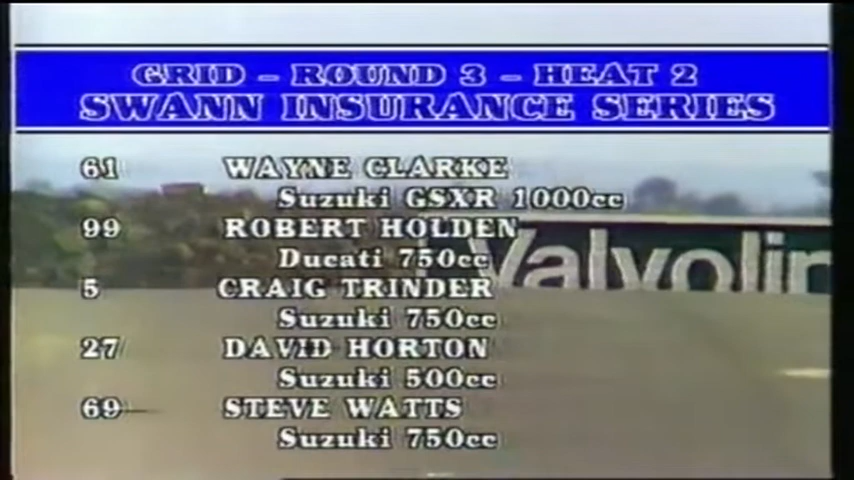 GRID - ROUND 3 - HEAT 2
SWANN INSURANCE SERIES
61 WAYNE CLARKE
Suzuki GSXR 1000cc
99 ROBERT HOLDEN
Ducati 750cc
Valvolin
5 CRAIG TRINDER
Suzuki 750cc
27 DAVID HORTON
Suzuki 500cc
69 STEVE WATTS
Suzuki 750cc